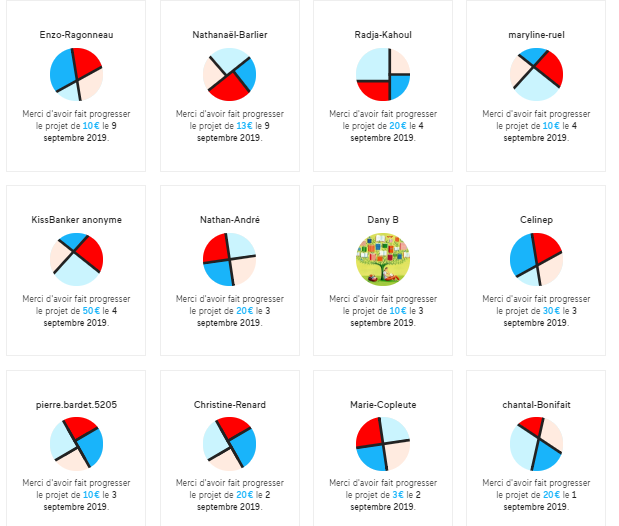 Enzo-Ragonneau
Merci d'avoir fait progresser
le projet de 10€ le 9
septembre 2019.
Nathanaël-Barlier
Merci d'avoir fait progresser
le projet de 13€ le 9
septembre 2019.
Radja-Kahoul
Merci d'avoir fait progresser
le projet de 20€ le 4
septembre 2019.
maryline-ruel
Merci d'avoir fait progresser
le projet de 10€ le 4
septembre 2019.
KissBanker anonyme
Merci d'avoir fait progresser
le projet de 50€ le 4
septembre 2019.
Nathan-André
Merci d'avoir fait progresser
le projet de 20€ le 3
septembre 2019.
Dany B
Merci d'avoir fait progresser
le projet de 10€ le 3
septembre 2019.
Celinep
Merci d'avoir fait progresser
le projet de 30€ le 3
septembre 2019.
pierre.bardet.5205
Merci d'avoir fait progresser
le projet de 10€ le 3
septembre 2019.
Christine-Renard
Merci d'avoir fait progresser
le projet de 20€ le 2
septembre 2019.
Marie-Copleute
Merci d'avoir fait progresser
le projet de 3€ le 2
septembre 2019.
chantal-Bonifait
Merci d'avoir fait progresser
le projet de 20€ le 1
septembre 2019.